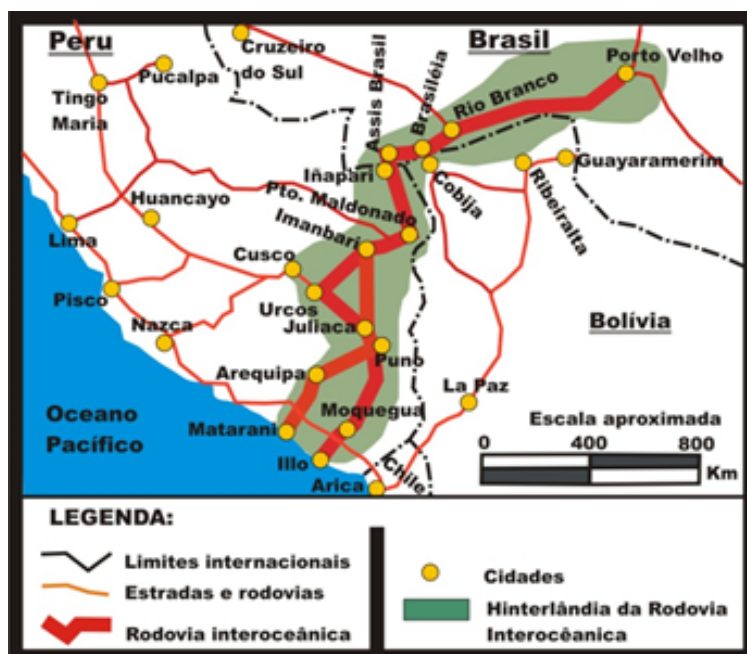 Peru
Brasil
Cruzeiro
do Sul
Pucalpa
Tingo
Maria
Porto Velho
Assis Brasil
Brasiléia
Rio Branco
Iñapari
Cobija
Guayaramerim
Ribeiralta
Huancayo
Pto. Maldonado
Imanbari
Lima
Cusco
Pisco
Urcos
Nazca
Juliaca
Puno
Bolívia
Arequipa
La Paz
Oceano
Pacífico
Moquegua
Matarani
Illo
Arica
Chile
Escala aproximada
0 400 800
Km
LEGENDA:
Limites internacionais
Estradas e rodovias
Rodovia interoceânica
Cidades
Hinterlândia da Rodovia
Interocêanica